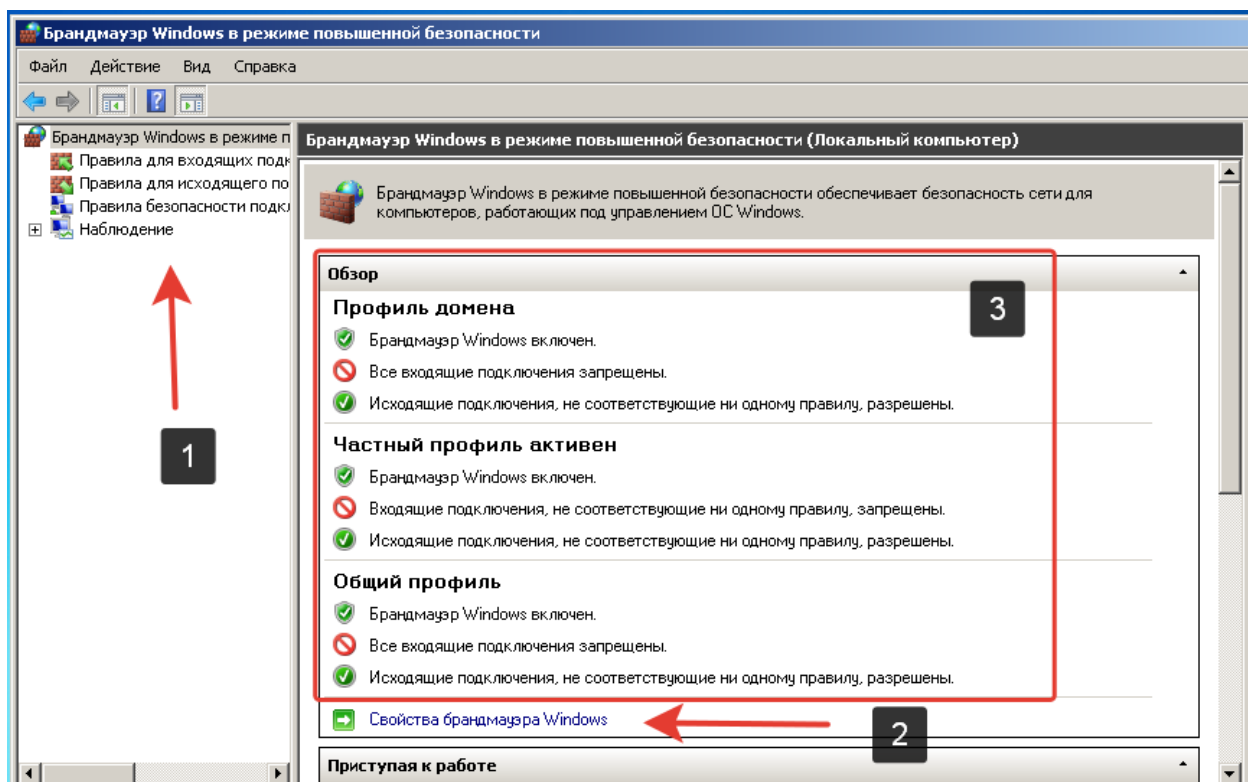 Брандмауэр Windows в режиме повышенной безопасности
Файл Действие Вид Справка
Брандмауэр Windows в режиме п
Правила для входящих подк
Правила для исходящего по
Правила безопасности подкл
Наблюдение
1
Брандмауэр Windows в режиме повышенной безопасности (Локальный компьютер)
Брандмауэр Windows в режиме повышенной безопасности обеспечивает безопасность сети для
компьютеров, работающих под управлением ОС Windows.
Обзор
3
Профиль домена
Брандмауэр Windows включен.
Все входящие подключения запрещены.
Исходящие подключения, не соответствующие ни одному правилу, разрешены.
Частный профиль активен
Брандмауэр Windows включен.
Входящие подключения, не соответствующие ни одному правилу, запрещены.
Исходящие подключения, не соответствующие ни одному правилу, разрешены.
Общий профиль
Брандмауэр Windows включен.
Все входящие подключения запрещены.
Исходящие подключения, не соответствующие ни одному правилу, разрешены.
Свойства брандмауэра Windows
2
Приступая к работе